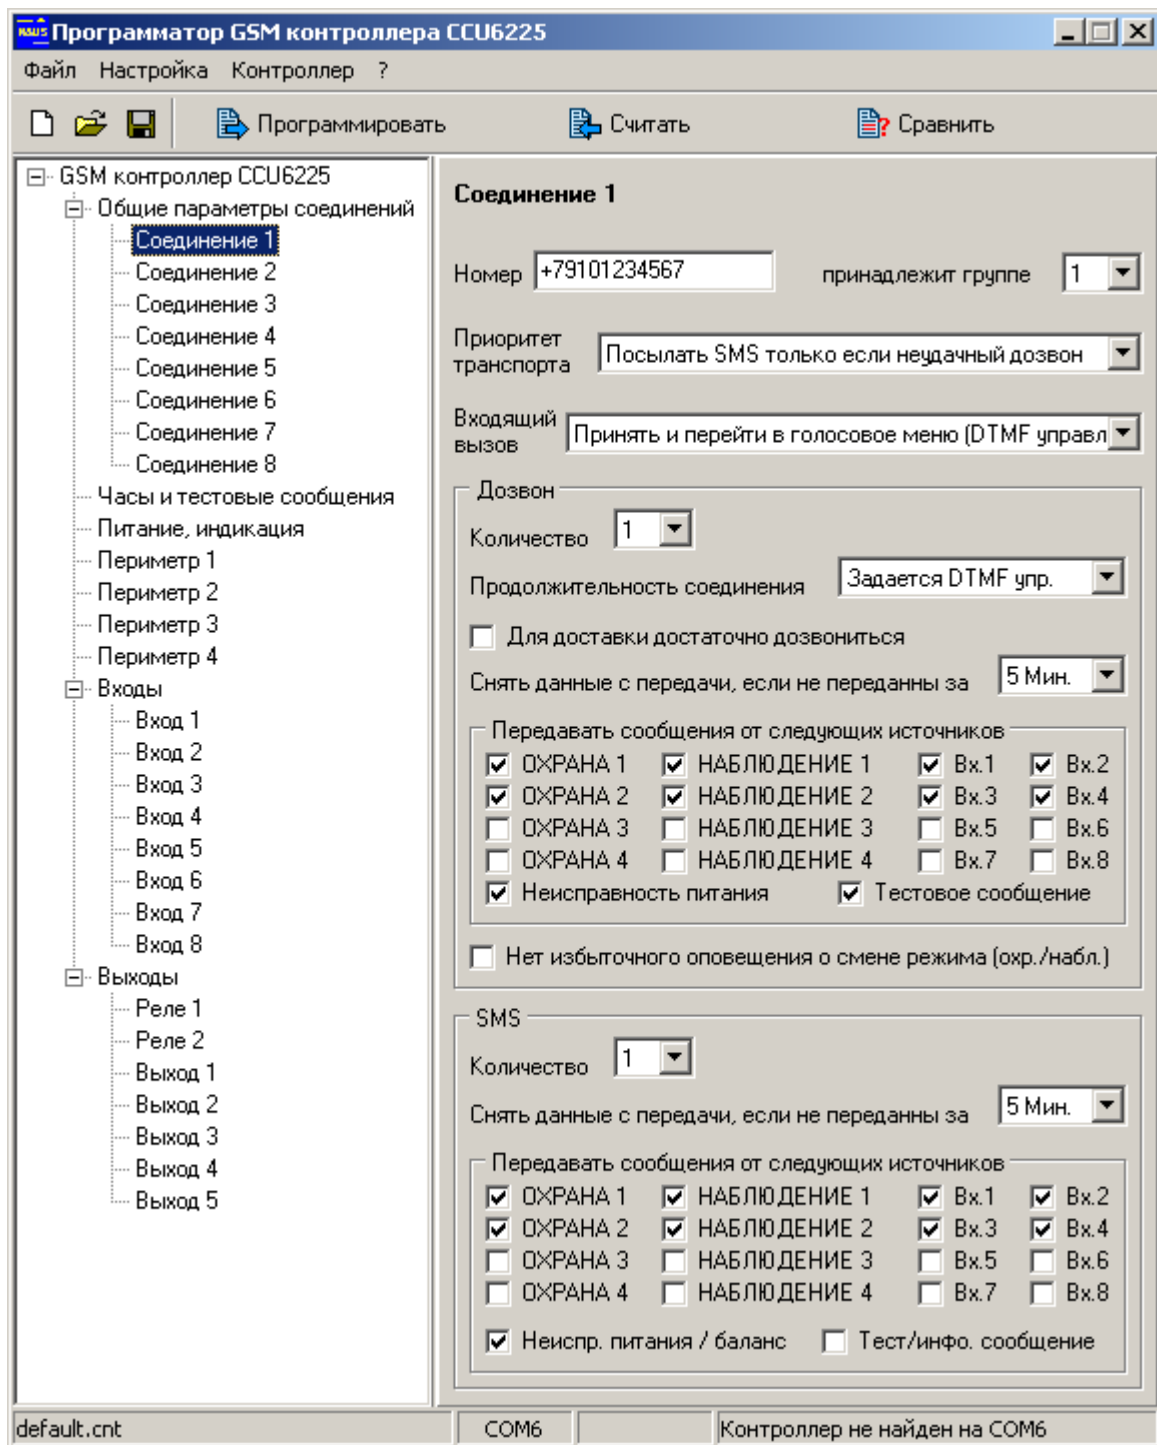 Программатор GSM контроллера CCU6225
Файл Настройка Контроллер ?
Программировать Считать Сравнить
GSM контроллер CCU6225
Общие параметры соединений
Соединение 1
Соединение 2
Соединение 3
Соединение 4
Соединение 5
Соединение 6
Соединение 7
Соединение 8
Часы и тестовые сообщения
Питание, индикация
Периметр 1
Периметр 2
Периметр 3
Периметр 4
Входы
Вход 1
Вход 2
Вход 3
Вход 4
Вход 5
Вход 6
Вход 7
Вход 8
Выходы
Реле 1
Реле 2
Выход 1
Выход 2
Выход 3
Выход 4
Выход 5
Соединение 1
Номер +79101234567 принадлежит группе 1
Приоритет
транспорта Посылать SMS только если неудачный дозвон
Входящий
вызов Принять и перейти в голосовое меню (DTMF управл
Дозвон
Количество 1
Продолжительность соединения Задается DTMF упр.
Для доставки достаточно дозвониться
Снять данные с передачи, если не переданны за 5 Мин.
Передавать сообщения от следующих источников
ОХРАНА 1 НАБЛЮДЕНИЕ 1 Вх.1 Вх.2
ОХРАНА 2 НАБЛЮДЕНИЕ 2 Вх.3 Вх.4
ОХРАНА 3 НАБЛЮДЕНИЕ 3 Вх.5 Вх.6
ОХРАНА 4 НАБЛЮДЕНИЕ 4 Вх.7 Вх.8
Неисправность питания Тестовое сообщение
Нет избыточного оповещения о смене режима (охр./набл.)
SMS
Количество 1
Снять данные с передачи, если не переданны за 5 Мин.
Передавать сообщения от следующих источников
ОХРАНА 1 НАБЛЮДЕНИЕ 1 Вх.1 Вх.2
ОХРАНА 2 НАБЛЮДЕНИЕ 2 Вх.3 Вх.4
ОХРАНА 3 НАБЛЮДЕНИЕ 3 Вх.5 Вх.6
ОХРАНА 4 НАБЛЮДЕНИЕ 4 Вх.7 Вх.8
Неиспр. питания / баланс Тест/инфо. сообщение
default.cnt COM6 Контроллер не найден на COM6